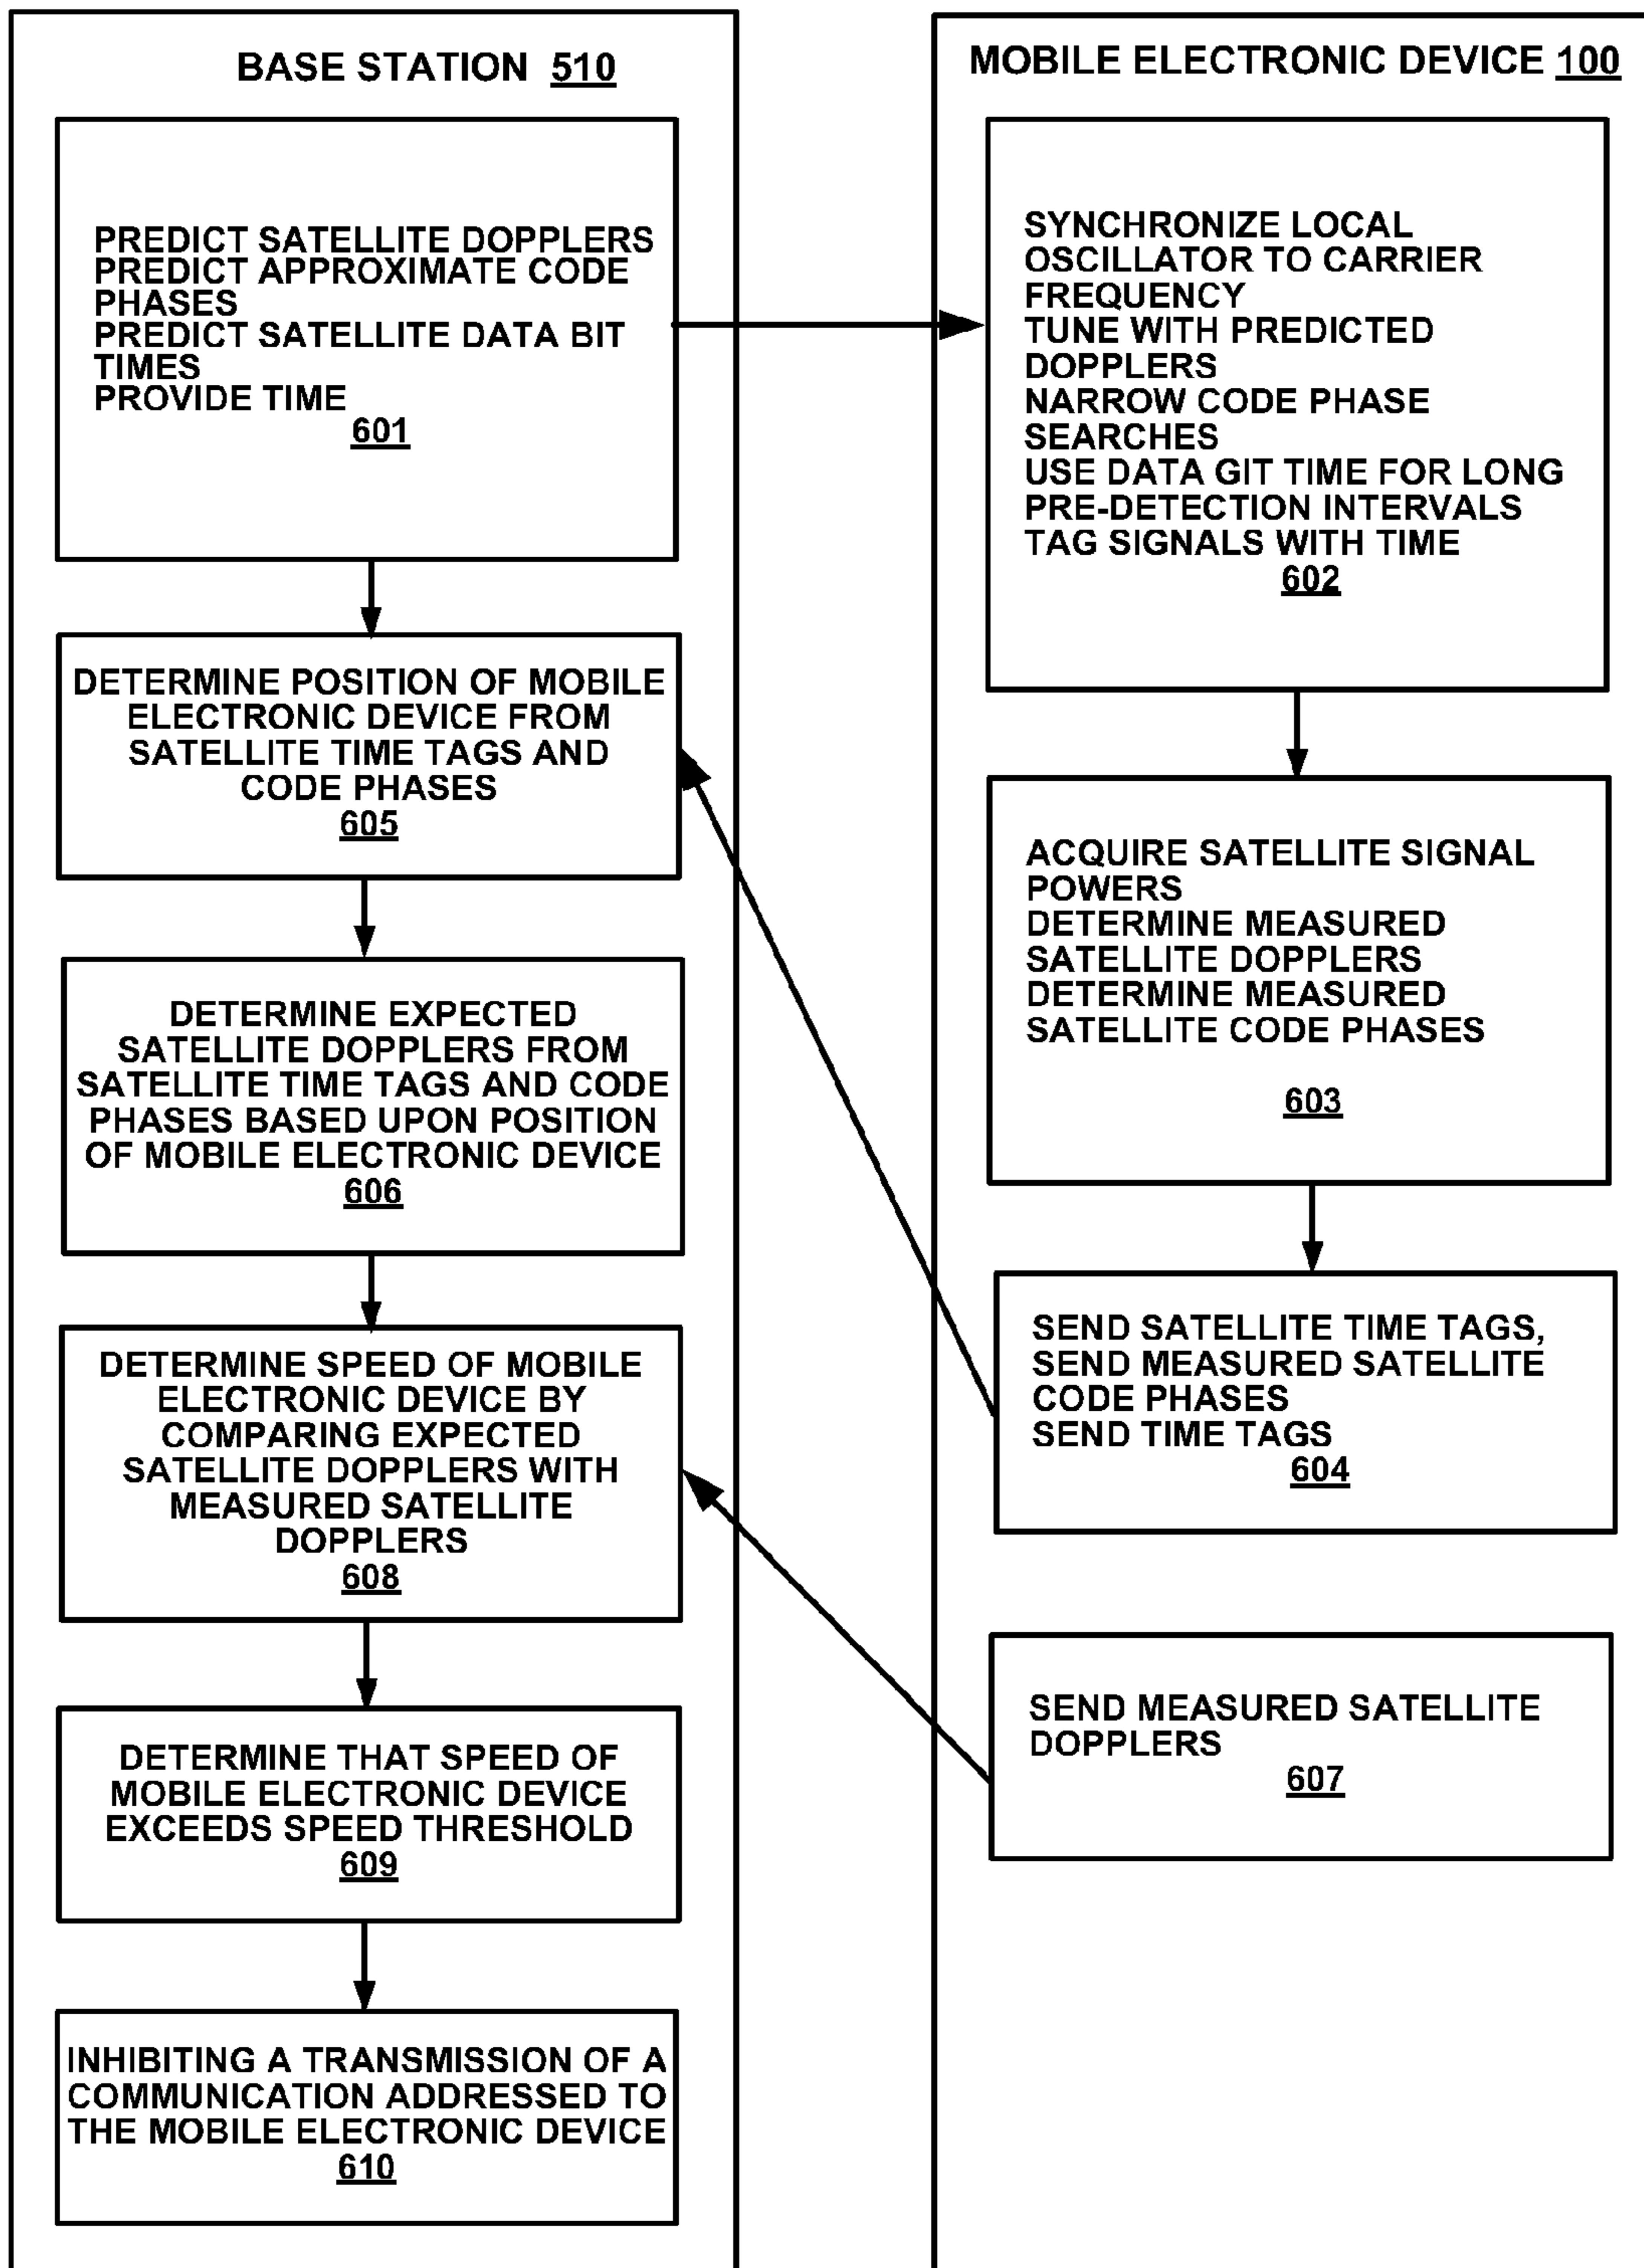 BASE STATION 510
PREDICT SATELLITE DOPPLERS
PREDICT APPROXIMATE CODE
PHASES
PREDICT SATELLITE DATA BIT
TIMES
PROVIDE TIME
601
DETERMINE POSITION OF MOBILE
ELECTRONIC DEVICE FROM
SATELLITE TIME TAGS AND
CODE PHASES
605
DETERMINE EXPECTED
SATELLITE DOPPLERS FROM
SATELLITE TIME TAGS AND CODE
PHASES BASED UPON POSITION
OF MOBILE ELECTRONIC DEVICE
606
DETERMINE SPEED OF MOBILE
ELECTRONIC DEVICE BY
COMPARING EXPECTED
SATELLITE DOPPLERS WITH
MEASURED SATELLITE
DOPPLERS
608
DETERMINE THAT SPEED OF
MOBILE ELECTRONIC DEVICE
EXCEEDS SPEED THRESHOLD
609
INHIBITING A TRANSMISSION OF A
COMMUNICATION ADDRESSED TO
THE MOBILE ELECTRONIC DEVICE
610
MOBILE ELECTRONIC DEVICE 100
SYNCHRONIZE LOCAL
OSCILLATOR TO CARRIER
FREQUENCY
TUNE WITH PREDICTED
DOPPLERS
NARROW CODE PHASE
SEARCHES
USE DATA GIT TIME FOR LONG
PRE-DETECTION INTERVALS
TAG SIGNALS WITH TIME
602
ACQUIRE SATELLITE SIGNAL
POWERS
DETERMINE MEASURED
SATELLITE DOPPLERS
DETERMINE MEASURED
SATELLITE CODE PHASES
603
SEND SATELLITE TIME TAGS,
SEND MEASURED SATELLITE
CODE PHASES
SEND TIME TAGS
604
SEND MEASURED SATELLITE
DOPPLERS
607